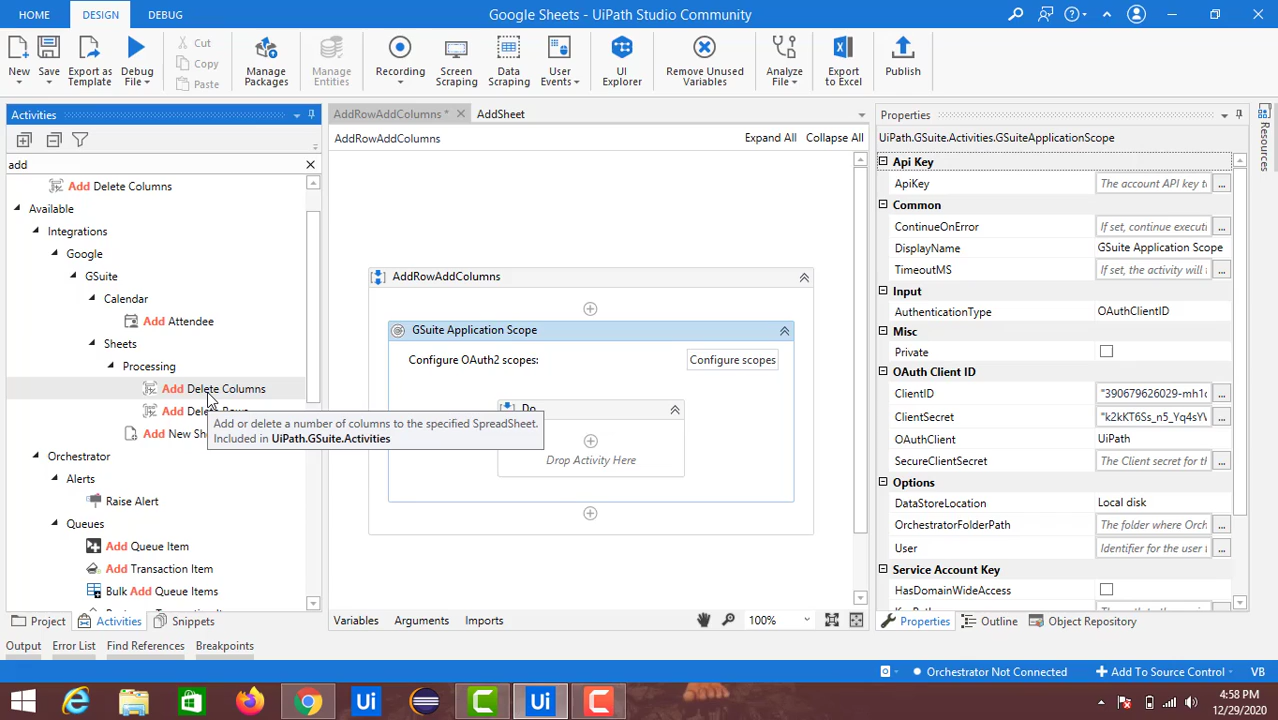 HOME
DESIGN
DEBUG
Google Sheets - UiPath Studio Community
New
Save
Export as Template
Debug File
Cut
Copy
Paste
Manage Packages
Manage Entities
Recording
Screen Scraping
Data Scraping
User Events
UI Explorer
Remove Unused Variables
Analyze File
Export to Excel
Publish
Activities
add
Add Delete Columns
Available
Integrations
Google
GSuite
Calendar
Add Attendee
Sheets
Processing
Add Delete Columns
Add
Add New
Add or delete a number of columns to the specified SpreadSheet.
Included in UiPath.GSuite.Activities
Orchestrator
Alerts
Raise Alert
Queues
Add Queue Item
Add Transaction Item
Bulk Add Queue Items
Project
Activities
Snippets
AddRowAddColumns *
AddSheet
AddRowAddColumns
Expand All
Collapse All
AddRowAddColumns
GSuite Application Scope
Configure OAuth2 scopes:
Configure scopes
Do
Drop Activity Here
Variables
Arguments
Imports
100%
Properties
UiPath.GSuite.Activities.GSuiteApplicationScope
Api Key
ApiKey
The account API key to
...
Common
ContinueOnError
If set, continue executi
...
DisplayName
GSuite Application Scope
TimeoutMS
If set, the activity will
...
Input
AuthenticationType
OAuthClientID
Misc
Private
OAuth Client ID
ClientID
"390679626029-mh1c
...
ClientSecret
"k2kKT6Ss_n5_Yq4sYV
...
OAuthClient
UiPath
SecureClientSecret
The Client secret for th
...
Options
DataStoreLocation
Local disk
OrchestratorFolderPath
The folder where Orch
...
User
Identifier for the user
...
Service Account Key
HasDomainWideAccess
Properties
Outline
Object Repository
Resources
Output
Error List
Find References
Breakpoints
Orchestrator Not Connected
Add To Source Control
VB
4:58 PM
12/29/2020